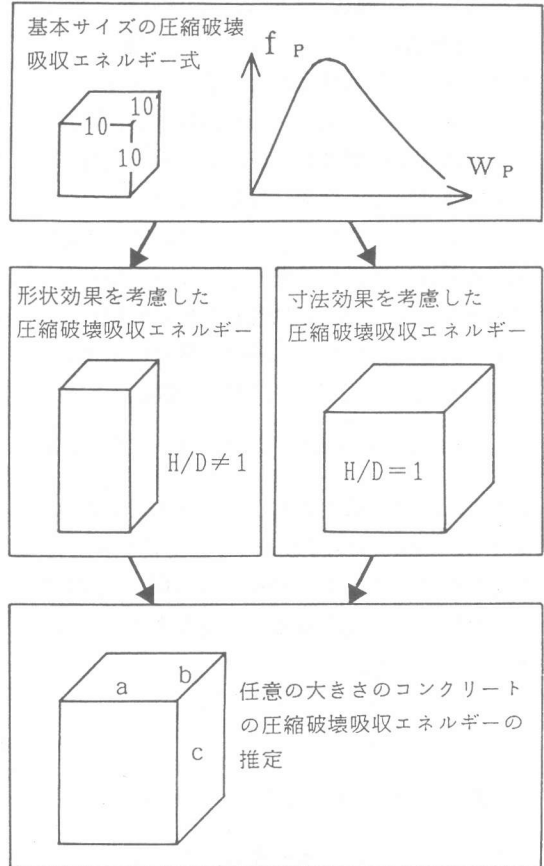 基本サイズの圧縮破壊
吸収エネルギー式
10
10
10
f P
W P
形状効果を考慮した
圧縮破壊吸収エネルギー
H/D≠1
寸法効果を考慮した
圧縮破壊吸収エネルギー
H/D=1
a
b
c
任意の大きさのコンクリート
の圧縮破壊吸収エネルギーの
推定